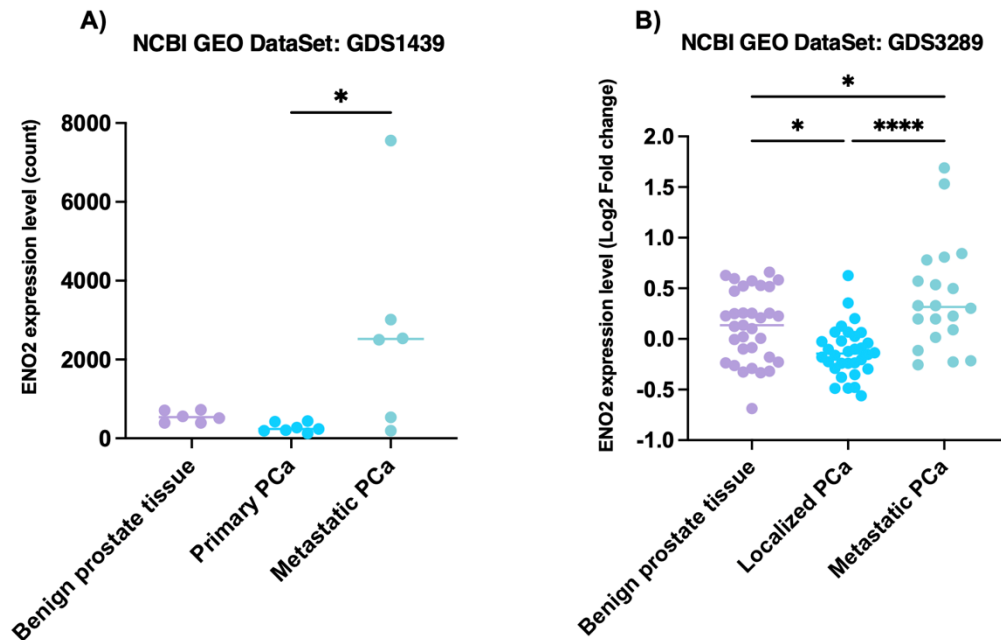 A)
NCBI GEO DataSet: GDS1439
*
ENO2 expression level (count)
8000
6000
4000
2000
0
Benign prostate tissue
Primary PCa
Metastatic PCa
B)
NCBI GEO DataSet: GDS3289
*
* ****
ENO2 expression level (Log2 Fold change)
2.0
1.5
1.0
0.5
0.0
-0.5
-1.0
Benign prostate tissue
Localized PCa
Metastatic PCa